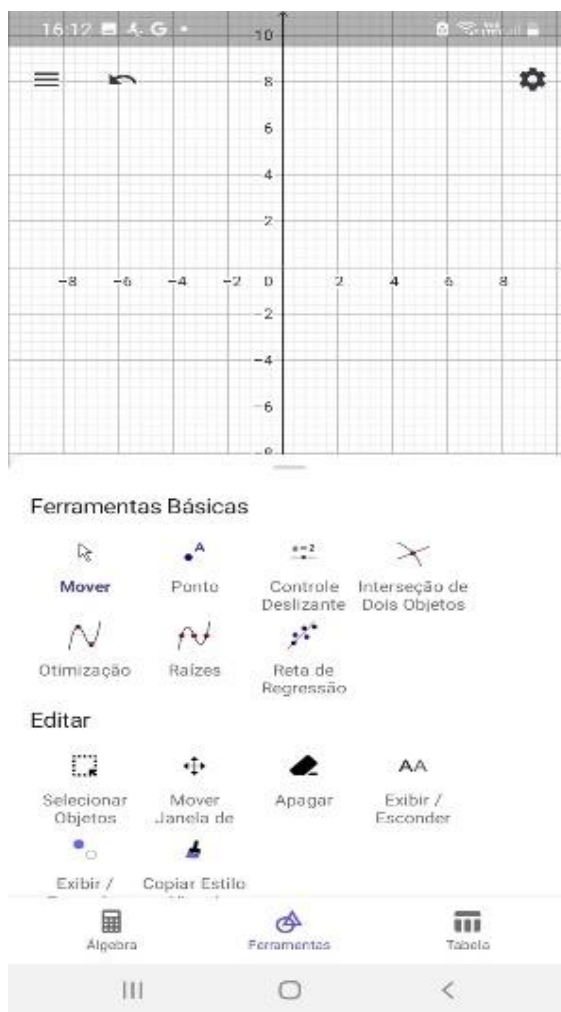 16:12 G
10
8
6
4
2
-8 -6 -4 -2 0 2 4 6 8
-2
-4
-6
-8
Ferramentas Básicas
A
a=2
Mover
Ponto
Controle
Deslizante
Interseção de
Dois Objetos
Otimização
Raízes
Reta de
Regressão
Editar
AA
Selecionar
Objetos
Mover
Janela de
Apagar
Exibir /
Esconder
Exibir /
Copiar Estilo
Álgebra
Ferramentas
Tabela